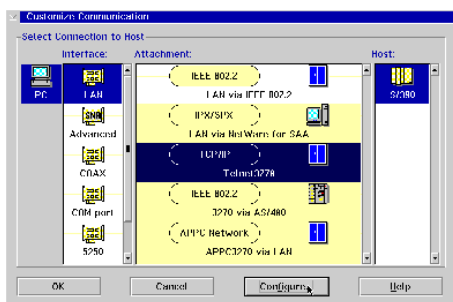 Customize Communication
Select Connection to Host
Interface:
Attachment:
Host:
PC
LAN
SNA
Advanced
COAX
COM port
5250
IEEE 802.2
LAN via IEEE 802.2
IPX/SPX
LAN via NetWare for SAA
TCP/IP
Telnet3270
IEEE 802.2
3270 via AS/400
APPC Network
APPC3270 via LAN
S/390
OK
Cancel
Configure
Help